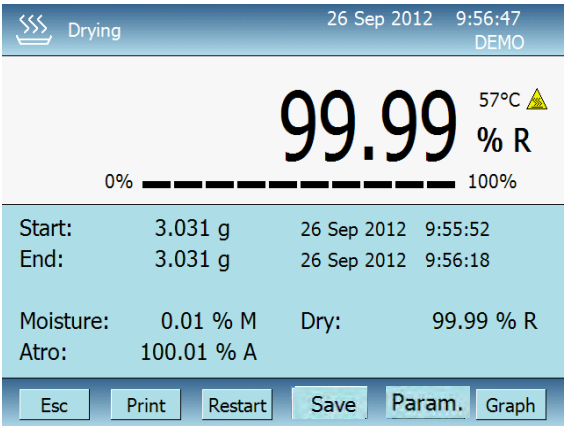 Drying 26 Sep 2012 9:56:47
DEMO
99.99 57°C
% R
0% 100%
Start: 3.031 g 26 Sep 2012 9:55:52
End: 3.031 g 26 Sep 2012 9:56:18
Moisture: 0.01 % M Dry: 99.99 % R
Atro: 100.01 % A
Esc Print Restart Save Param. Graph